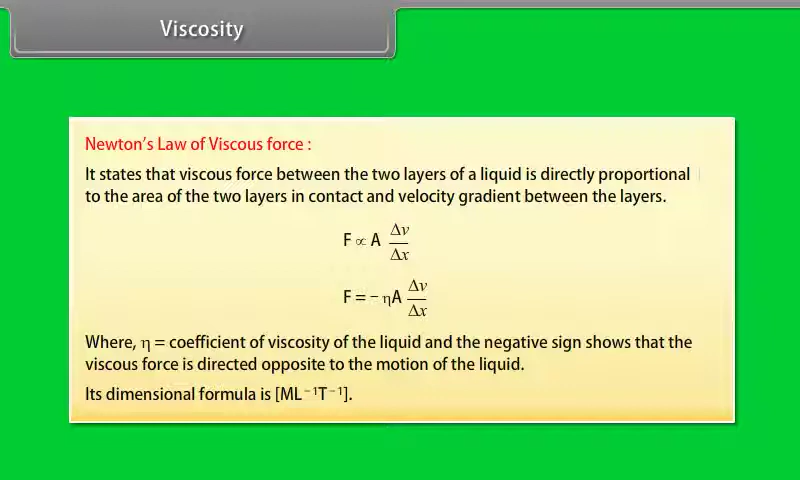 Viscosity
Newton's Law of Viscous force :
It states that viscous force between the two layers of a liquid is directly proportional
to the area of the two layers in contact and velocity gradient between the layers.
F ∝ A Δv/Δx
F = − ηA Δv/Δx
Where, η = coefficient of viscosity of the liquid and the negative sign shows that the
viscous force is directed opposite to the motion of the liquid.
Its dimensional formula is [ML⁻¹T⁻¹].